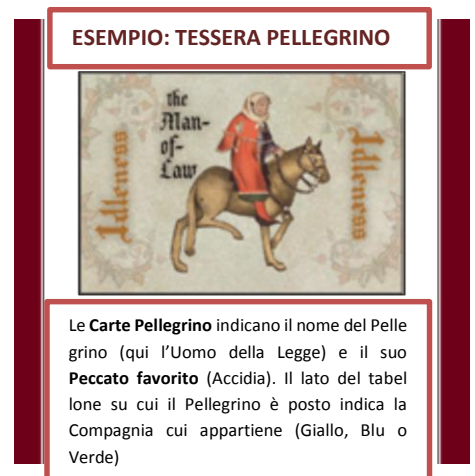 ESEMPIO: TESSERA PELLEGRINO
the
Man-
of-
Law
Idleness
Idleness
Le Carte Pellegrino indicano il nome del Pelle
grino (qui l'Uomo della Legge) e il suo
Peccato favorito (Accidia). Il lato del tabel
lone su cui il Pellegrino è posto indica la
Compagnia cui appartiene (Giallo, Blu o
Verde)